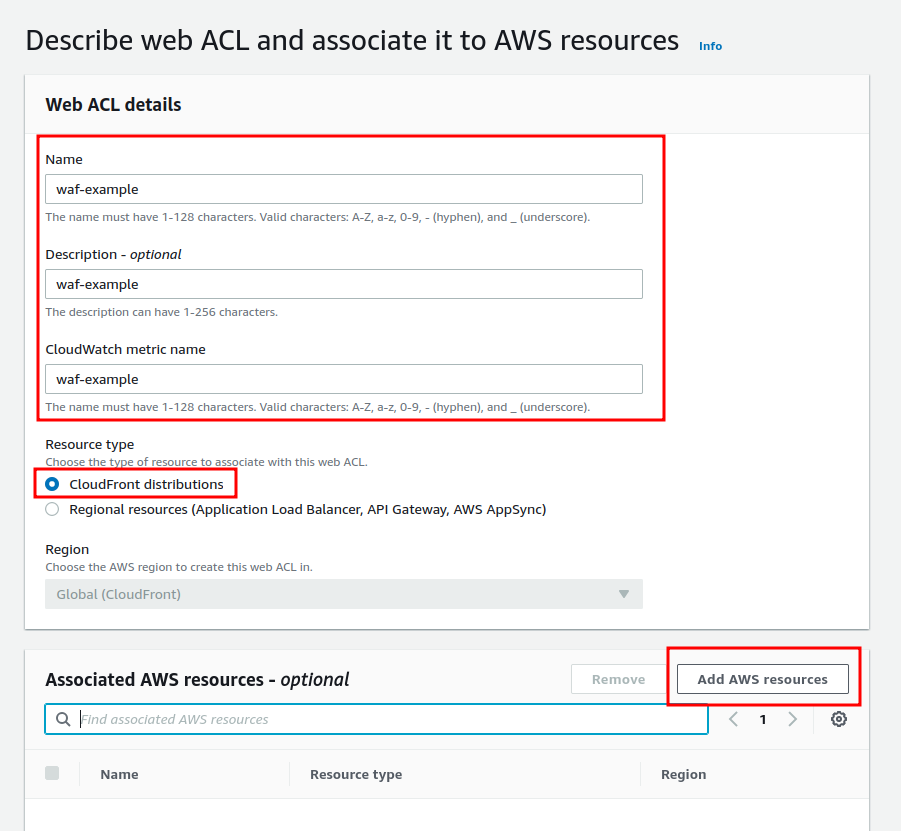 Describe web ACL and associate it to AWS resources Info
Web ACL details
Name
waf-example
The name must have 1-128 characters. Valid characters: A-Z, a-z, 0-9, - (hyphen), and _ (underscore).
Description - optional
waf-example
The description can have 1-256 characters.
CloudWatch metric name
waf-example
The name must have 1-128 characters. Valid characters: A-Z, a-z, 0-9, - (hyphen), and _ (underscore).
Resource type
Choose the type of resource to associate with this web ACL.
CloudFront distributions
Regional resources (Application Load Balancer, API Gateway, AWS AppSync)
Region
Choose the AWS region to create this web ACL in.
Global (CloudFront)
Associated AWS resources - optional Remove Add AWS resources
Find associated AWS resources 1
Name Resource type Region